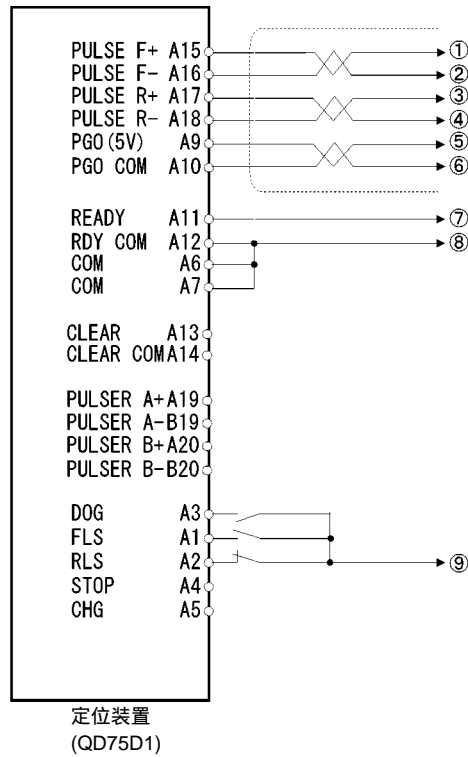 PULSE F+ A15 ①
PULSE F- A16 ②
PULSE R+ A17 ③
PULSE R- A18 ④
PGO(5V) A9 ⑤
PGO COM A10 ⑥
READY A11 ⑦
RDY COM A12 ⑧
COM A6
COM A7
CLEAR A13
CLEAR COMA14
PULSER A+A19
PULSER A-B19
PULSER B+A20
PULSER B-B20
DOG A3
FLS A1
RLS A2 ⑨
STOP A4
CHG A5
定位装置
(QD75D1)